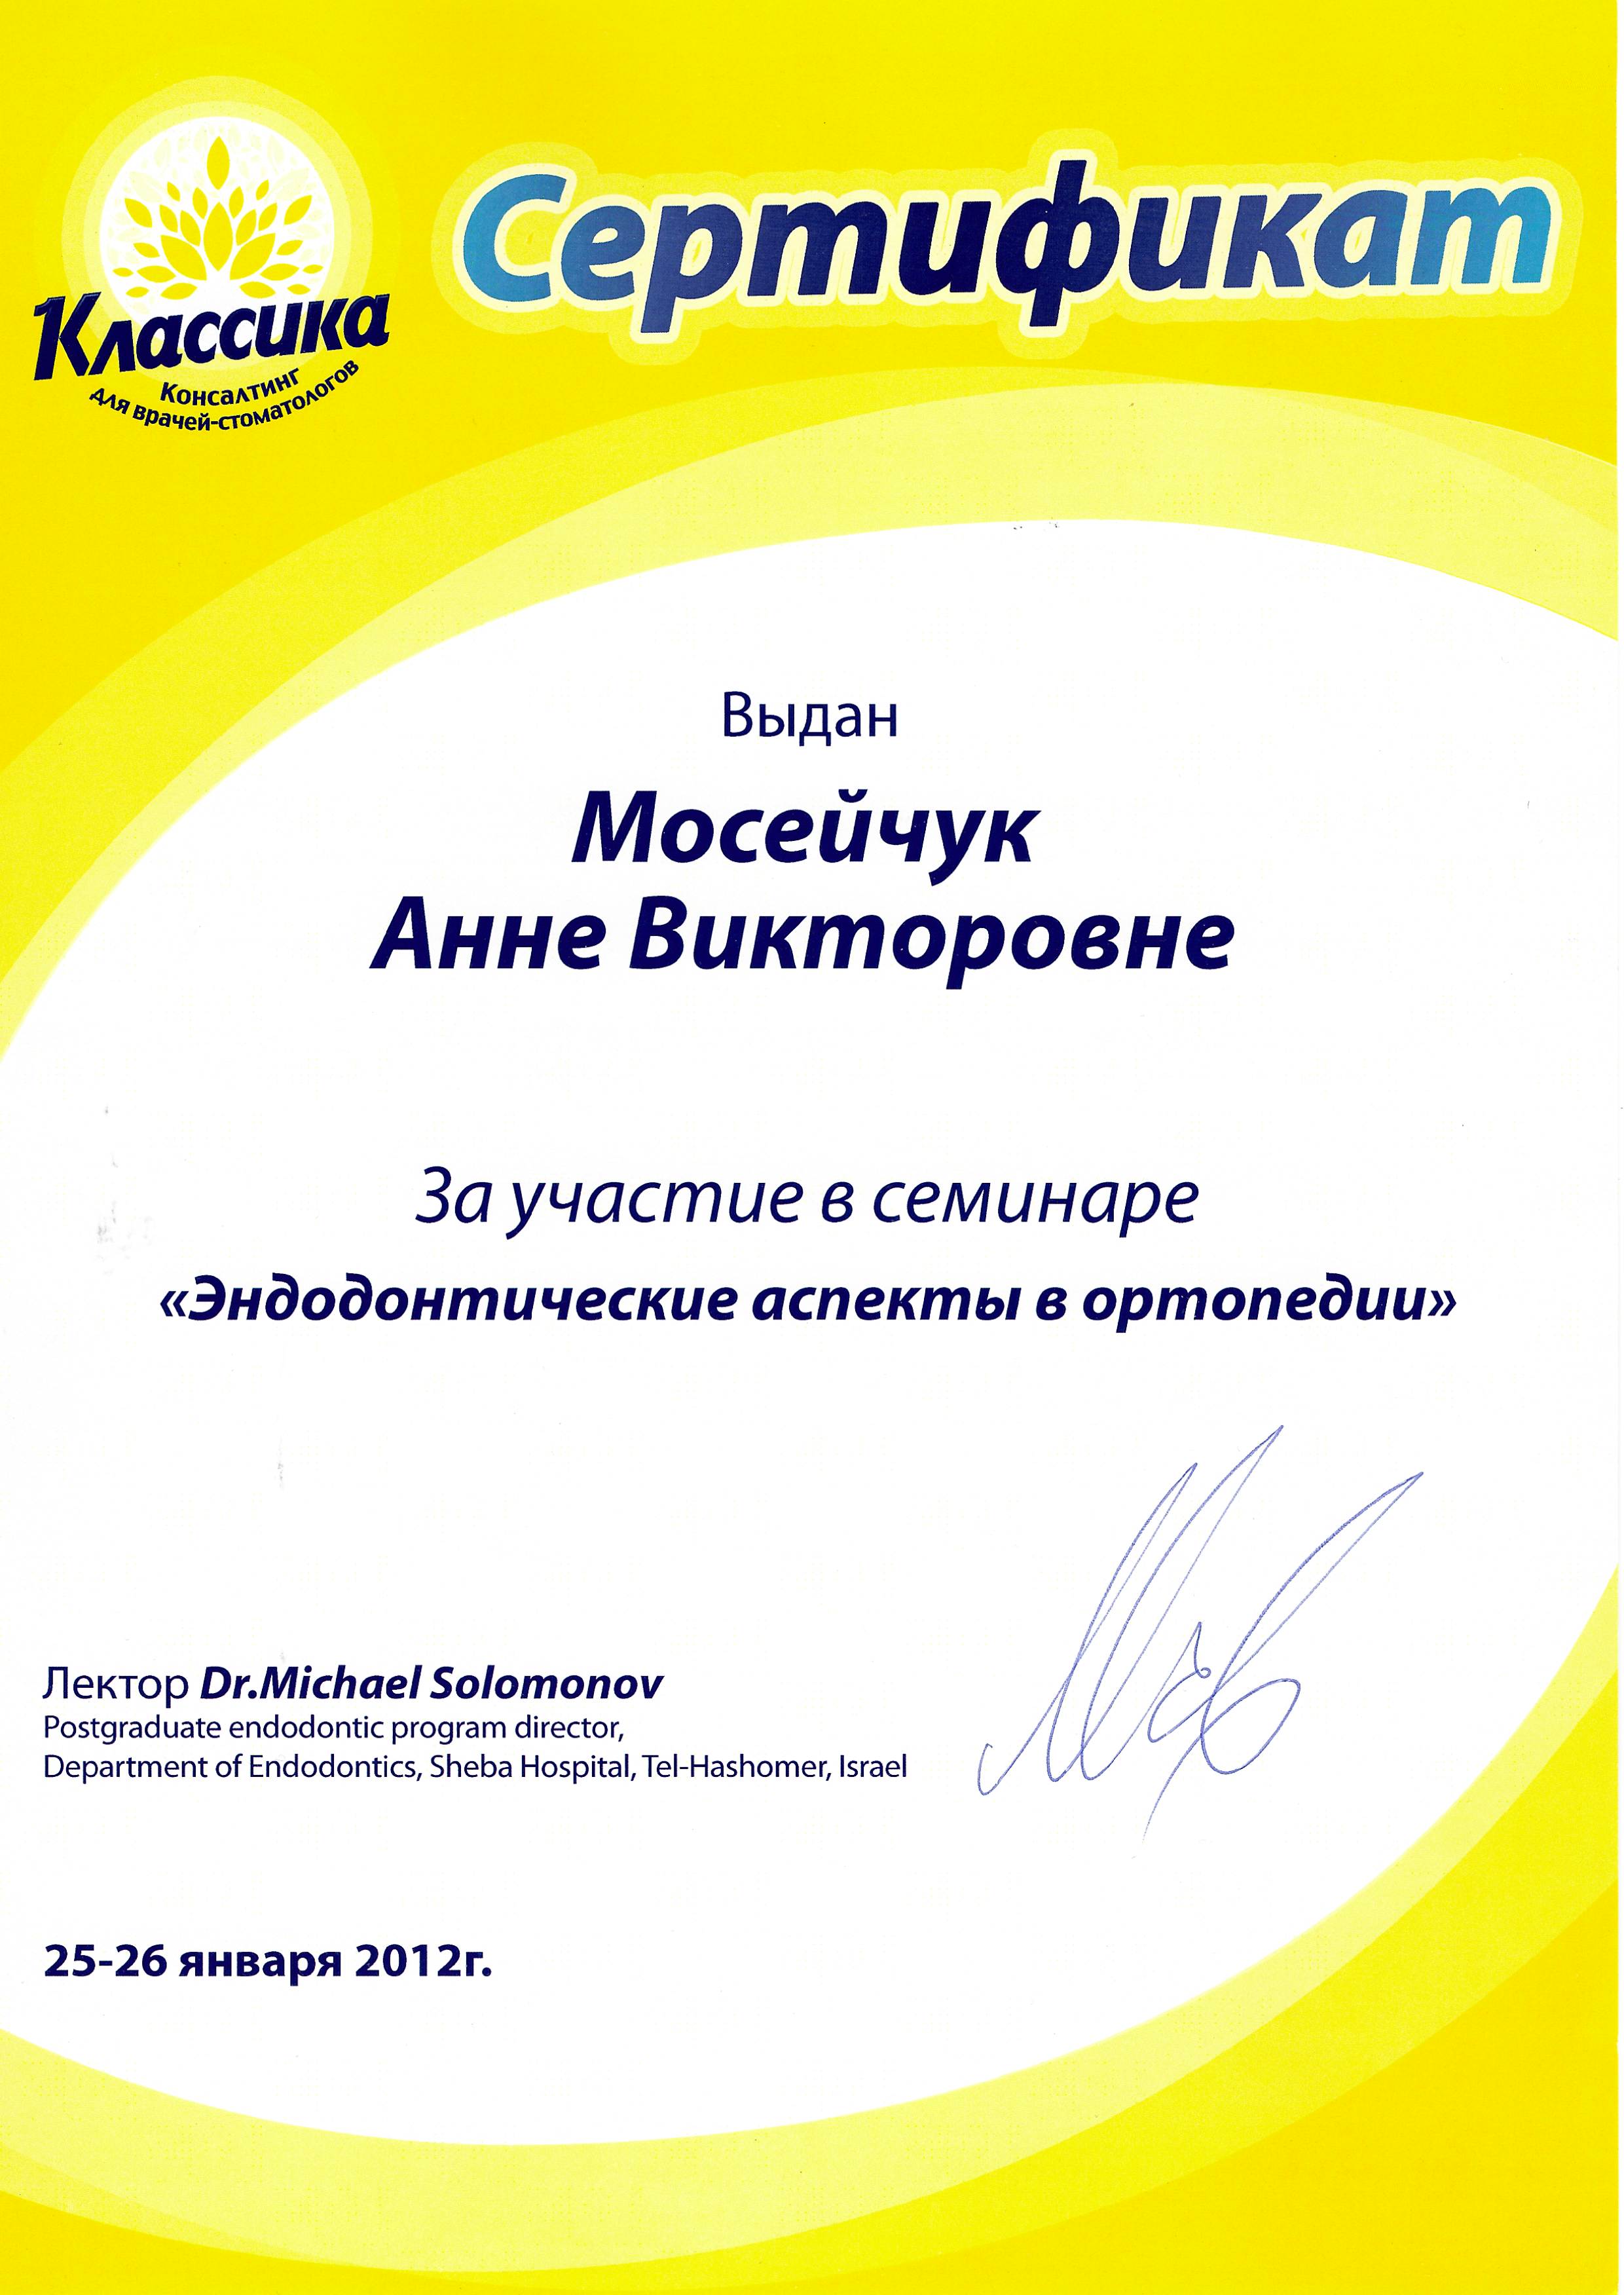 Классика
Консалтинг
для врачей-стоматологов
Сертификат
Выдан
Мосейчук
Анне Викторовне
За участие в семинаре
«Эндодонтические аспекты в ортопедии»
Лектор Dr.Michael Solomonov
Postgraduate endodontic program director,
Department of Endodontics, Sheba Hospital, Tel-Hashomer, Israel
25-26 января 2012г.